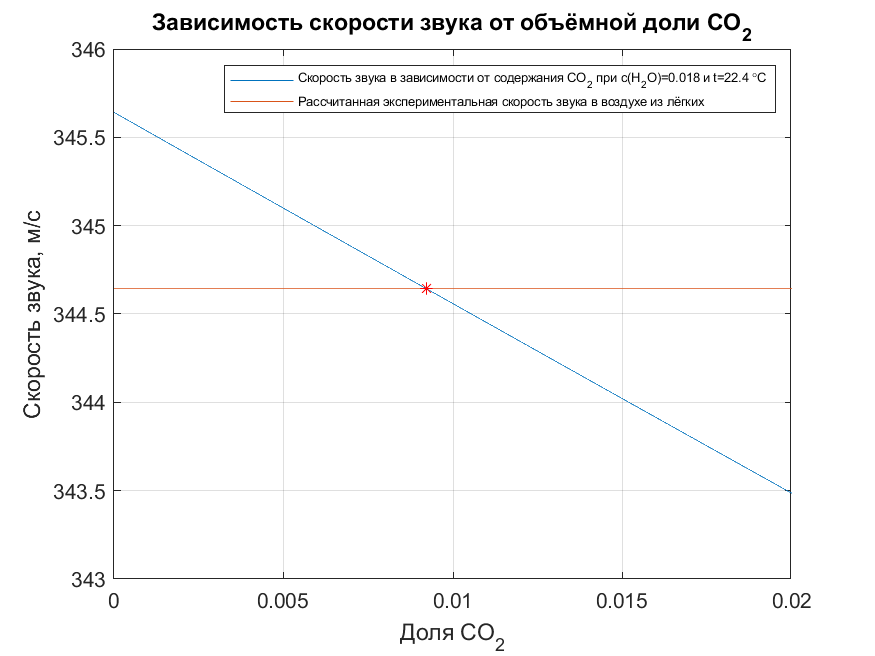 Зависимость скорости звука от объёмной доли CO2
346
Скорость звука в зависимости от содержания CO2 при c(H2O)=0.018 и t=22.4 °C
Рассчитанная экспериментальная скорость звука в воздухе из лёгких
345.5
345
344.5
344
343.5
343
Скорость звука, м/с
0 0.005 0.01 0.015 0.02
Доля CO2